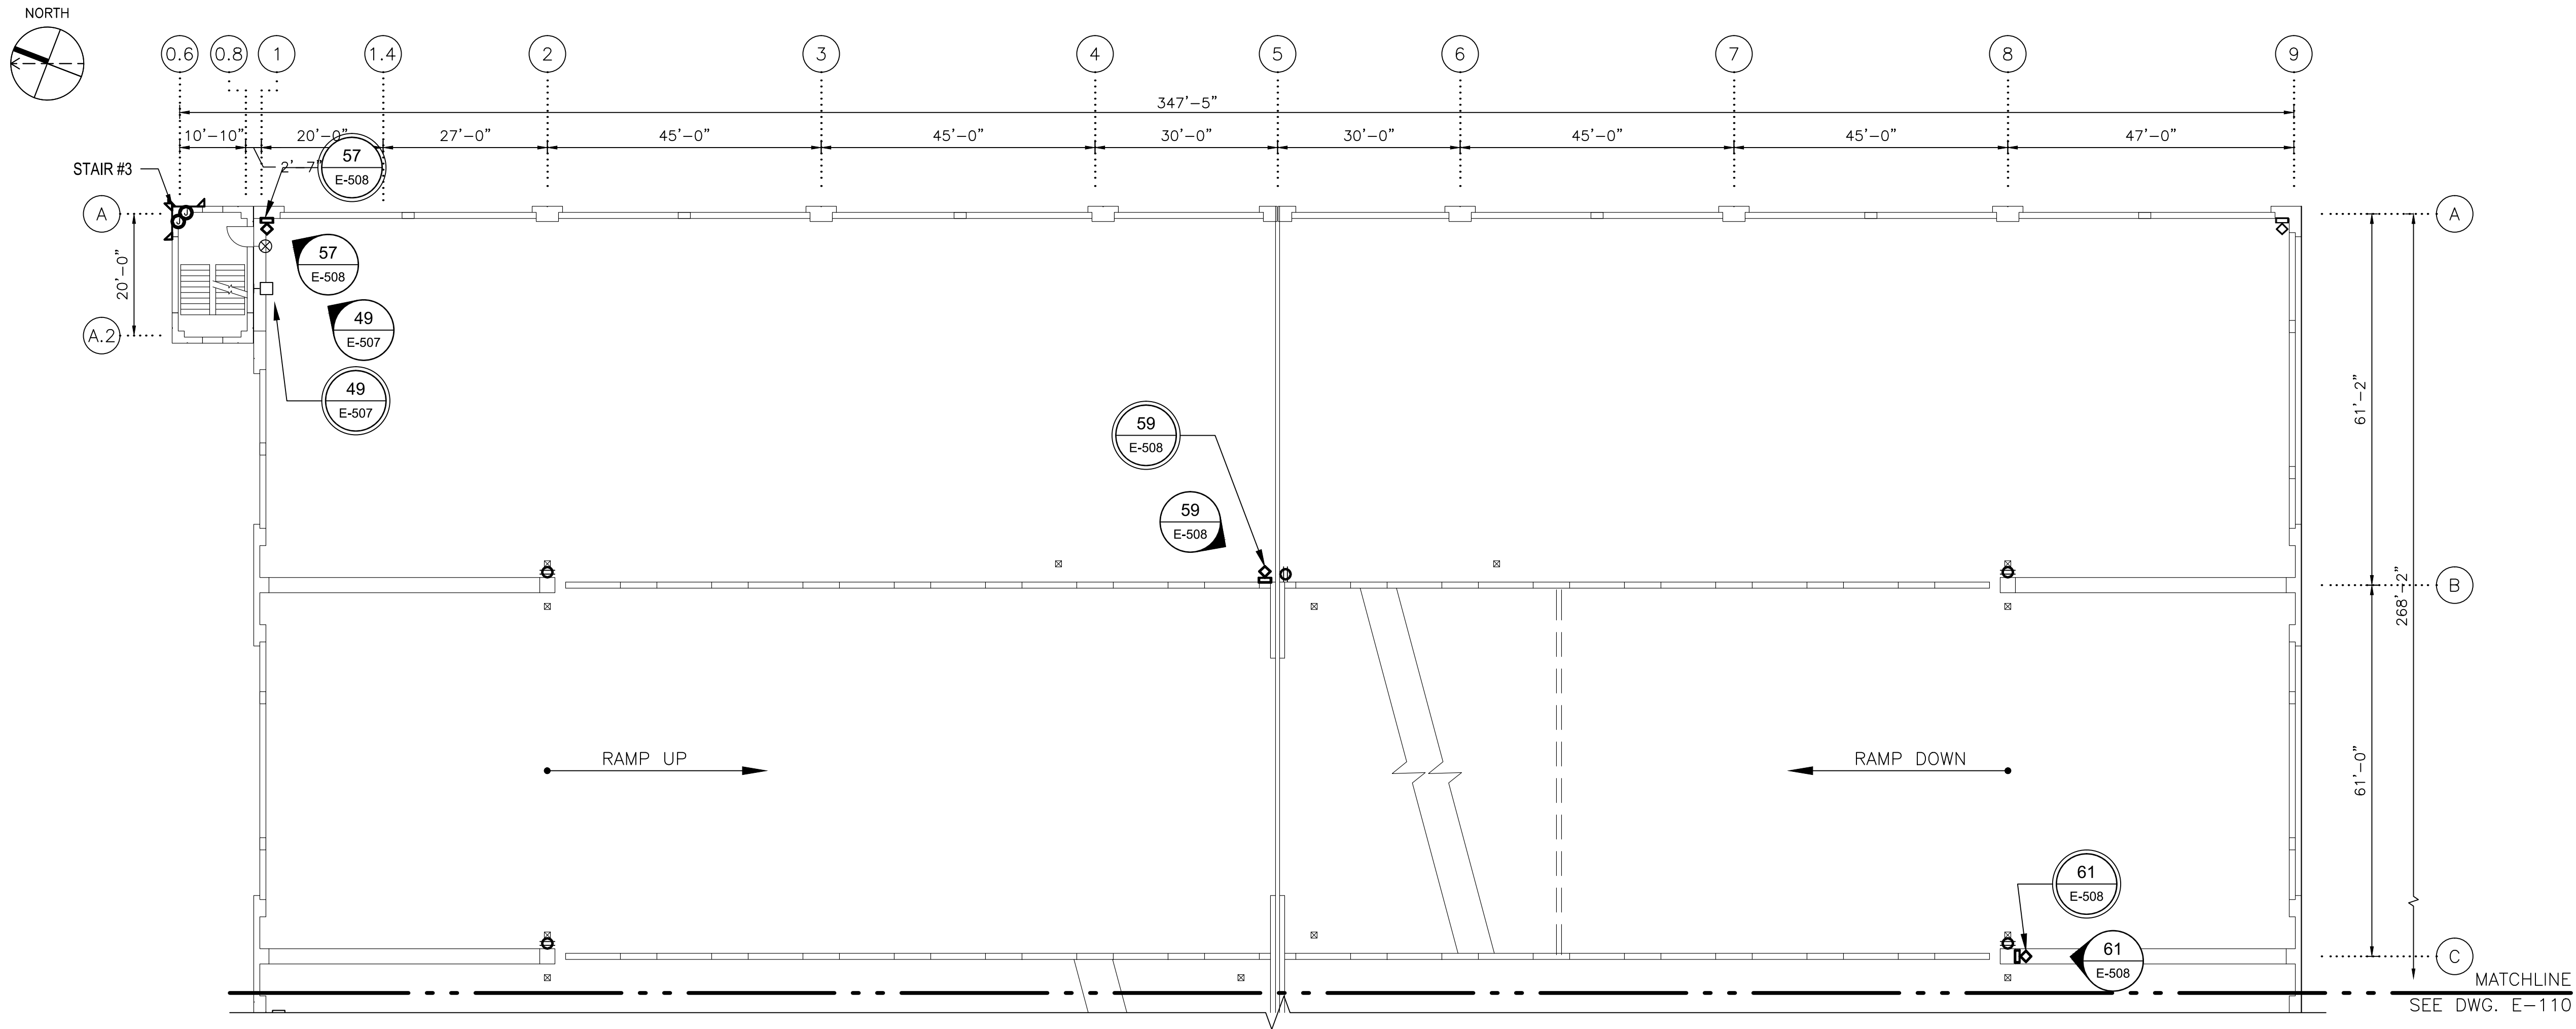 NORTH
0.6 0.8 1 1.4 2 3 4 5 6 7 8 9
347'-5"
10'-10" 20'-0" 27'-0" 45'-0" 45'-0" 30'-0" 30'-0" 45'-0" 45'-0" 47'-0"
2'-7"
57
E-508
STAIR #3
A
A
J
J
20'-0"
57
E-508
49
E-507
A.2
49
E-507
61'-2"
59
E-508
59
E-508
268'-2"
B
RAMP UP
RAMP DOWN
61'-0"
61
E-508
61
E-508
C
MATCHLINE
SEE DWG. E-110